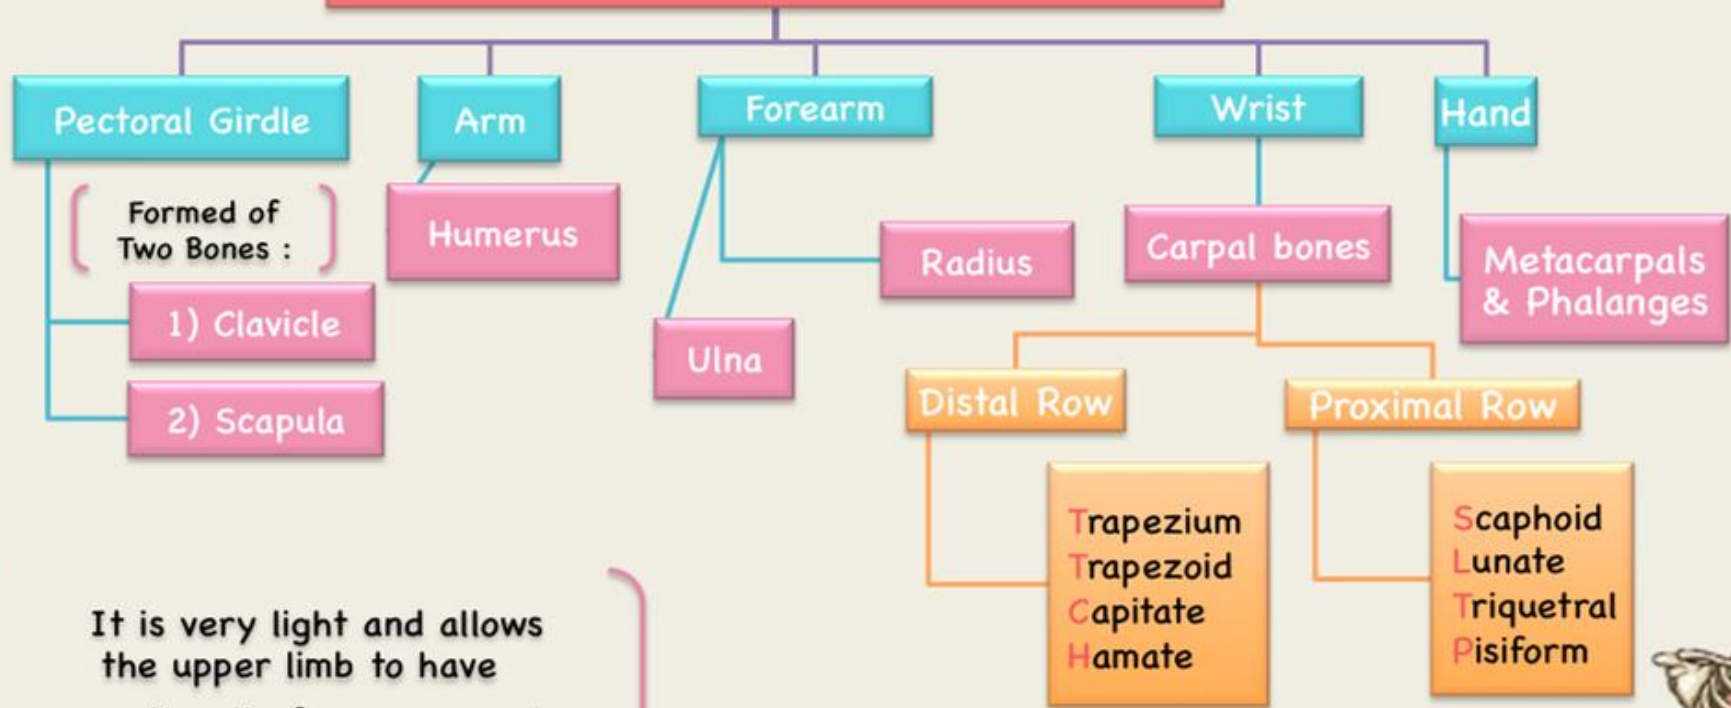 Pectoral Girdle
Arm
Forearm
Wrist
Hand
Formed of
Two Bones :
Humerus
Radius
Carpal bones
Metacarpals
& Phalanges
1) Clavicle
2) Scapula
Ulna
Distal Row
Proximal Row
Trapezium
Trapezoid
Capitate
Hamate
Scaphoid
Lunate
Triquetral
Pisiform
It is very light and allows
the upper limb to have